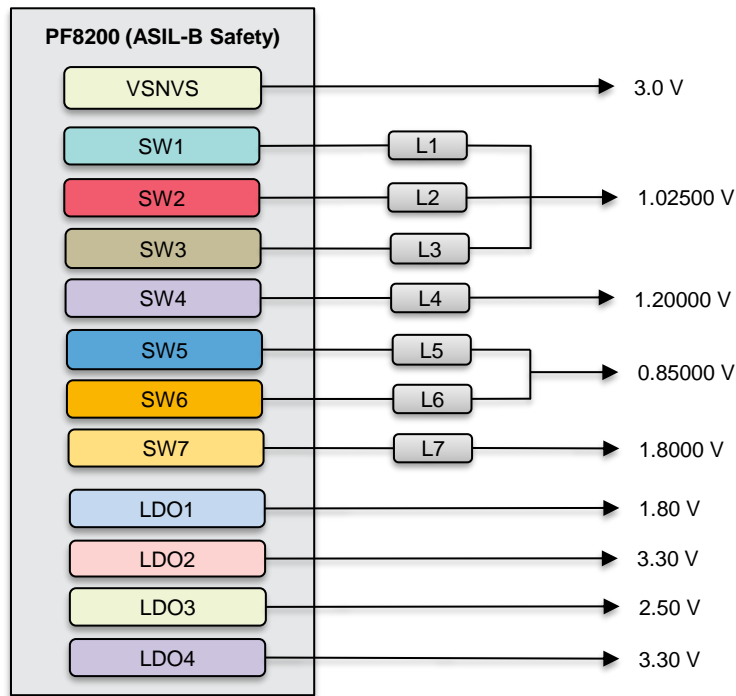 PF8200 (ASIL-B Safety)
VSNVS
3.0 V
SW1
L1
SW2
L2
1.02500 V
SW3
L3
SW4
L4
1.20000 V
SW5
L5
0.85000 V
SW6
L6
SW7
L7
1.8000 V
LDO1
1.80 V
LDO2
3.30 V
LDO3
2.50 V
LDO4
3.30 V